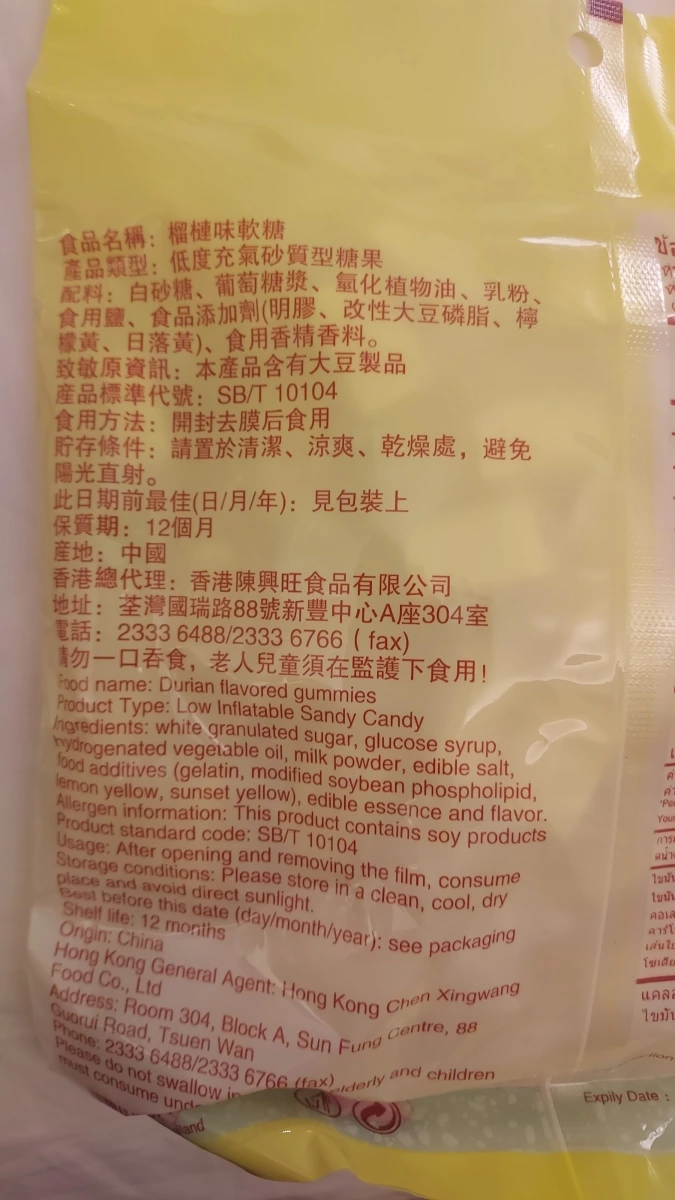 食品名稱：榴槤味軟糖
產品類型：低度充氣砂質型糖果
配料：白砂糖、葡萄糖漿、氫化植物油、乳粉、
食用鹽、食品添加劑(明膠、改性大豆磷脂、檸
檬黃、日落黃)、食用香精香料。
致敏原資訊：本產品含有大豆製品
產品標準代號：SB/T 10104
食用方法：開封去膜后食用
貯存條件：請置於清潔、涼爽、乾燥處，避免
陽光直射。
此日期前最佳(日/月/年)：見包裝上
保質期：12個月
産地：中國
香港總代理：香港陳興旺食品有限公司
地址：荃灣國瑞路88號新豐中心A座304室
電話：2333 6488/2333 6766 ( fax)
請勿一口吞食，老人兒童須在監護下食用！
Food name: Durian flavored gummies
Product Type: Low Inflatable Sandy Candy
Ingredients: white granulated sugar, glucose syrup,
hydrogenated vegetable oil, milk powder, edible salt,
food additives (gelatin, modified soybean phospholipid,
lemon yellow, sunset yellow), edible essence and flavor.
Allergen information: This product contains soy products
Product standard code: SB/T 10104
Usage: After opening and removing the film, consume
Storage conditions: Please store in a clean, cool, dry
place and avoid direct sunlight.
Best before this date (day/month/year): see packaging
Shelf life: 12 months
Origin: China
Hong Kong General Agent: Hong Kong Chen Xingwang
Food Co., Ltd
Address: Room 304, Block A, Sun Fung Centre, 88
Guorui Road, Tsuen Wan
Phone: 2333 6488/2333 6766 (fax)
Please do not swallow in elderly and children
must consume und
Expily Date :